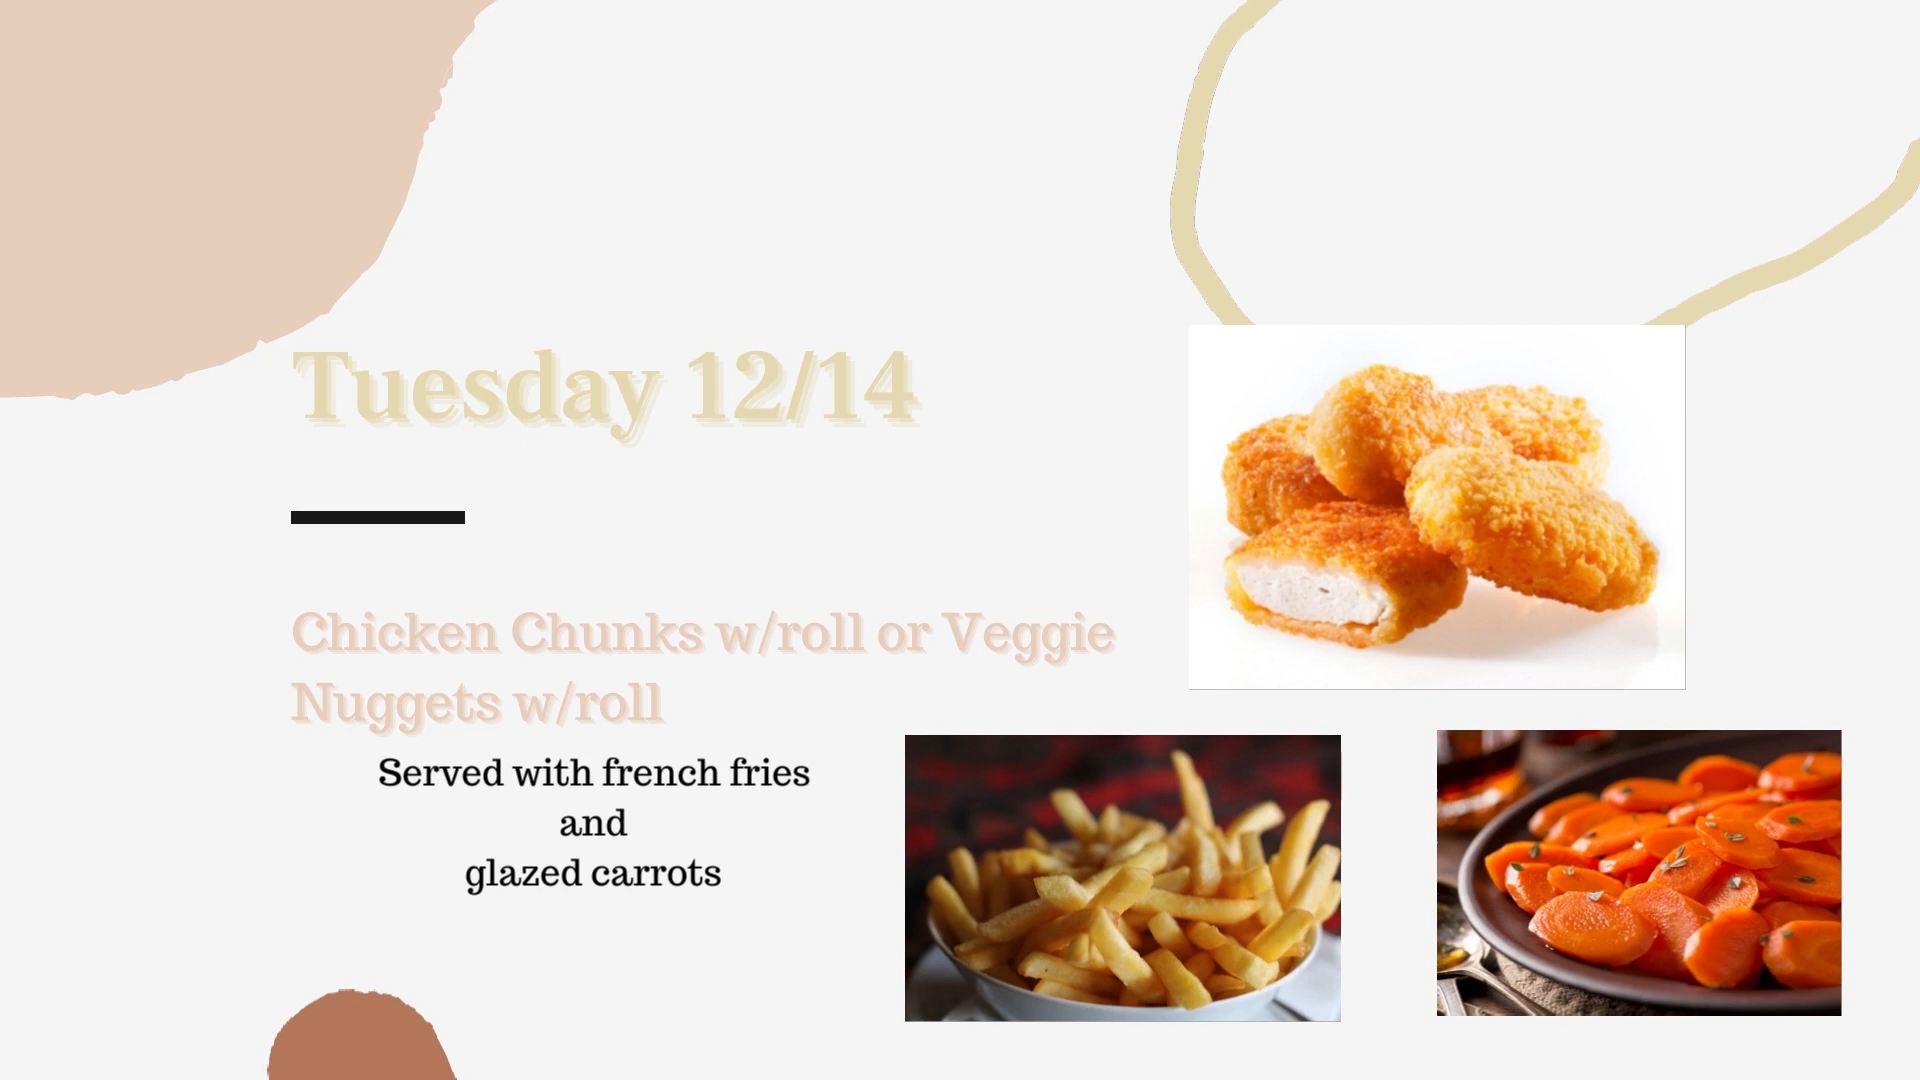 Tuesday 12/14
Chicken Chunks w/roll or Veggie
Nuggets w/roll
Served with french fries
and
glazed carrots